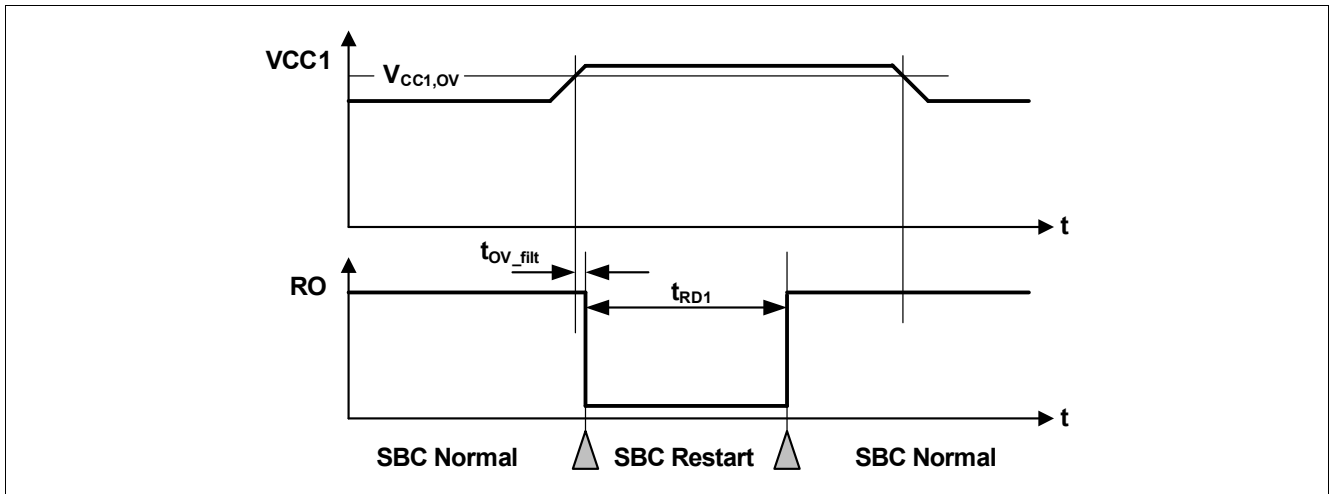 VCC1
VCC1,OV
t
tOV_filt
RO
tRD1
t
SBC Normal SBC Restart SBC Normal